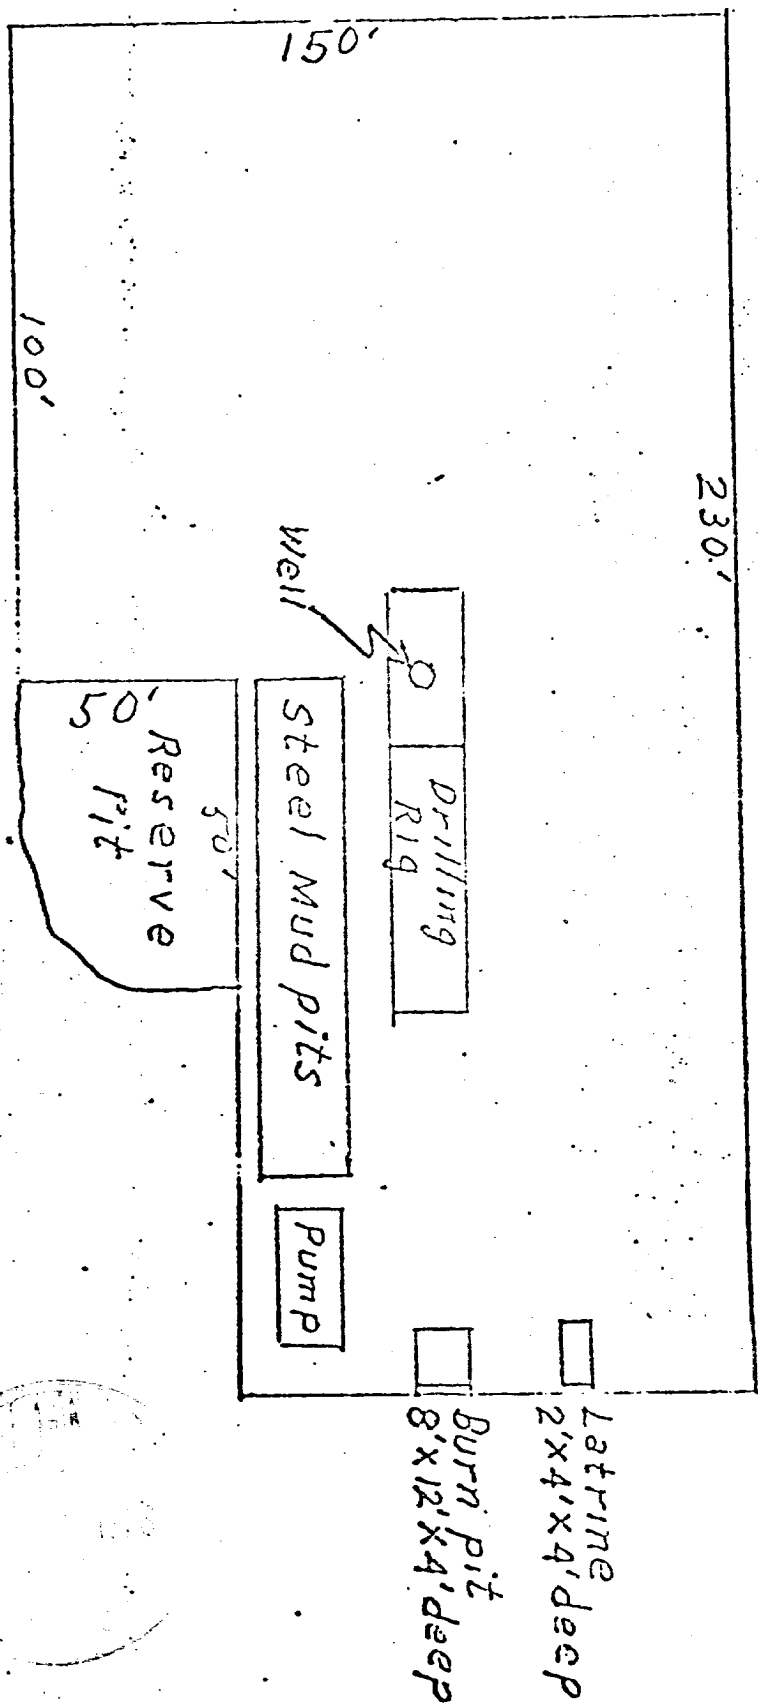 150'
230'
100'
Well
Drilling
Rig
Steel Mud pits
50'
50'
Reserve
Pit
Pump
Latrine
2'x4'x4' deep
Burn pit
8'x12'x4' deep